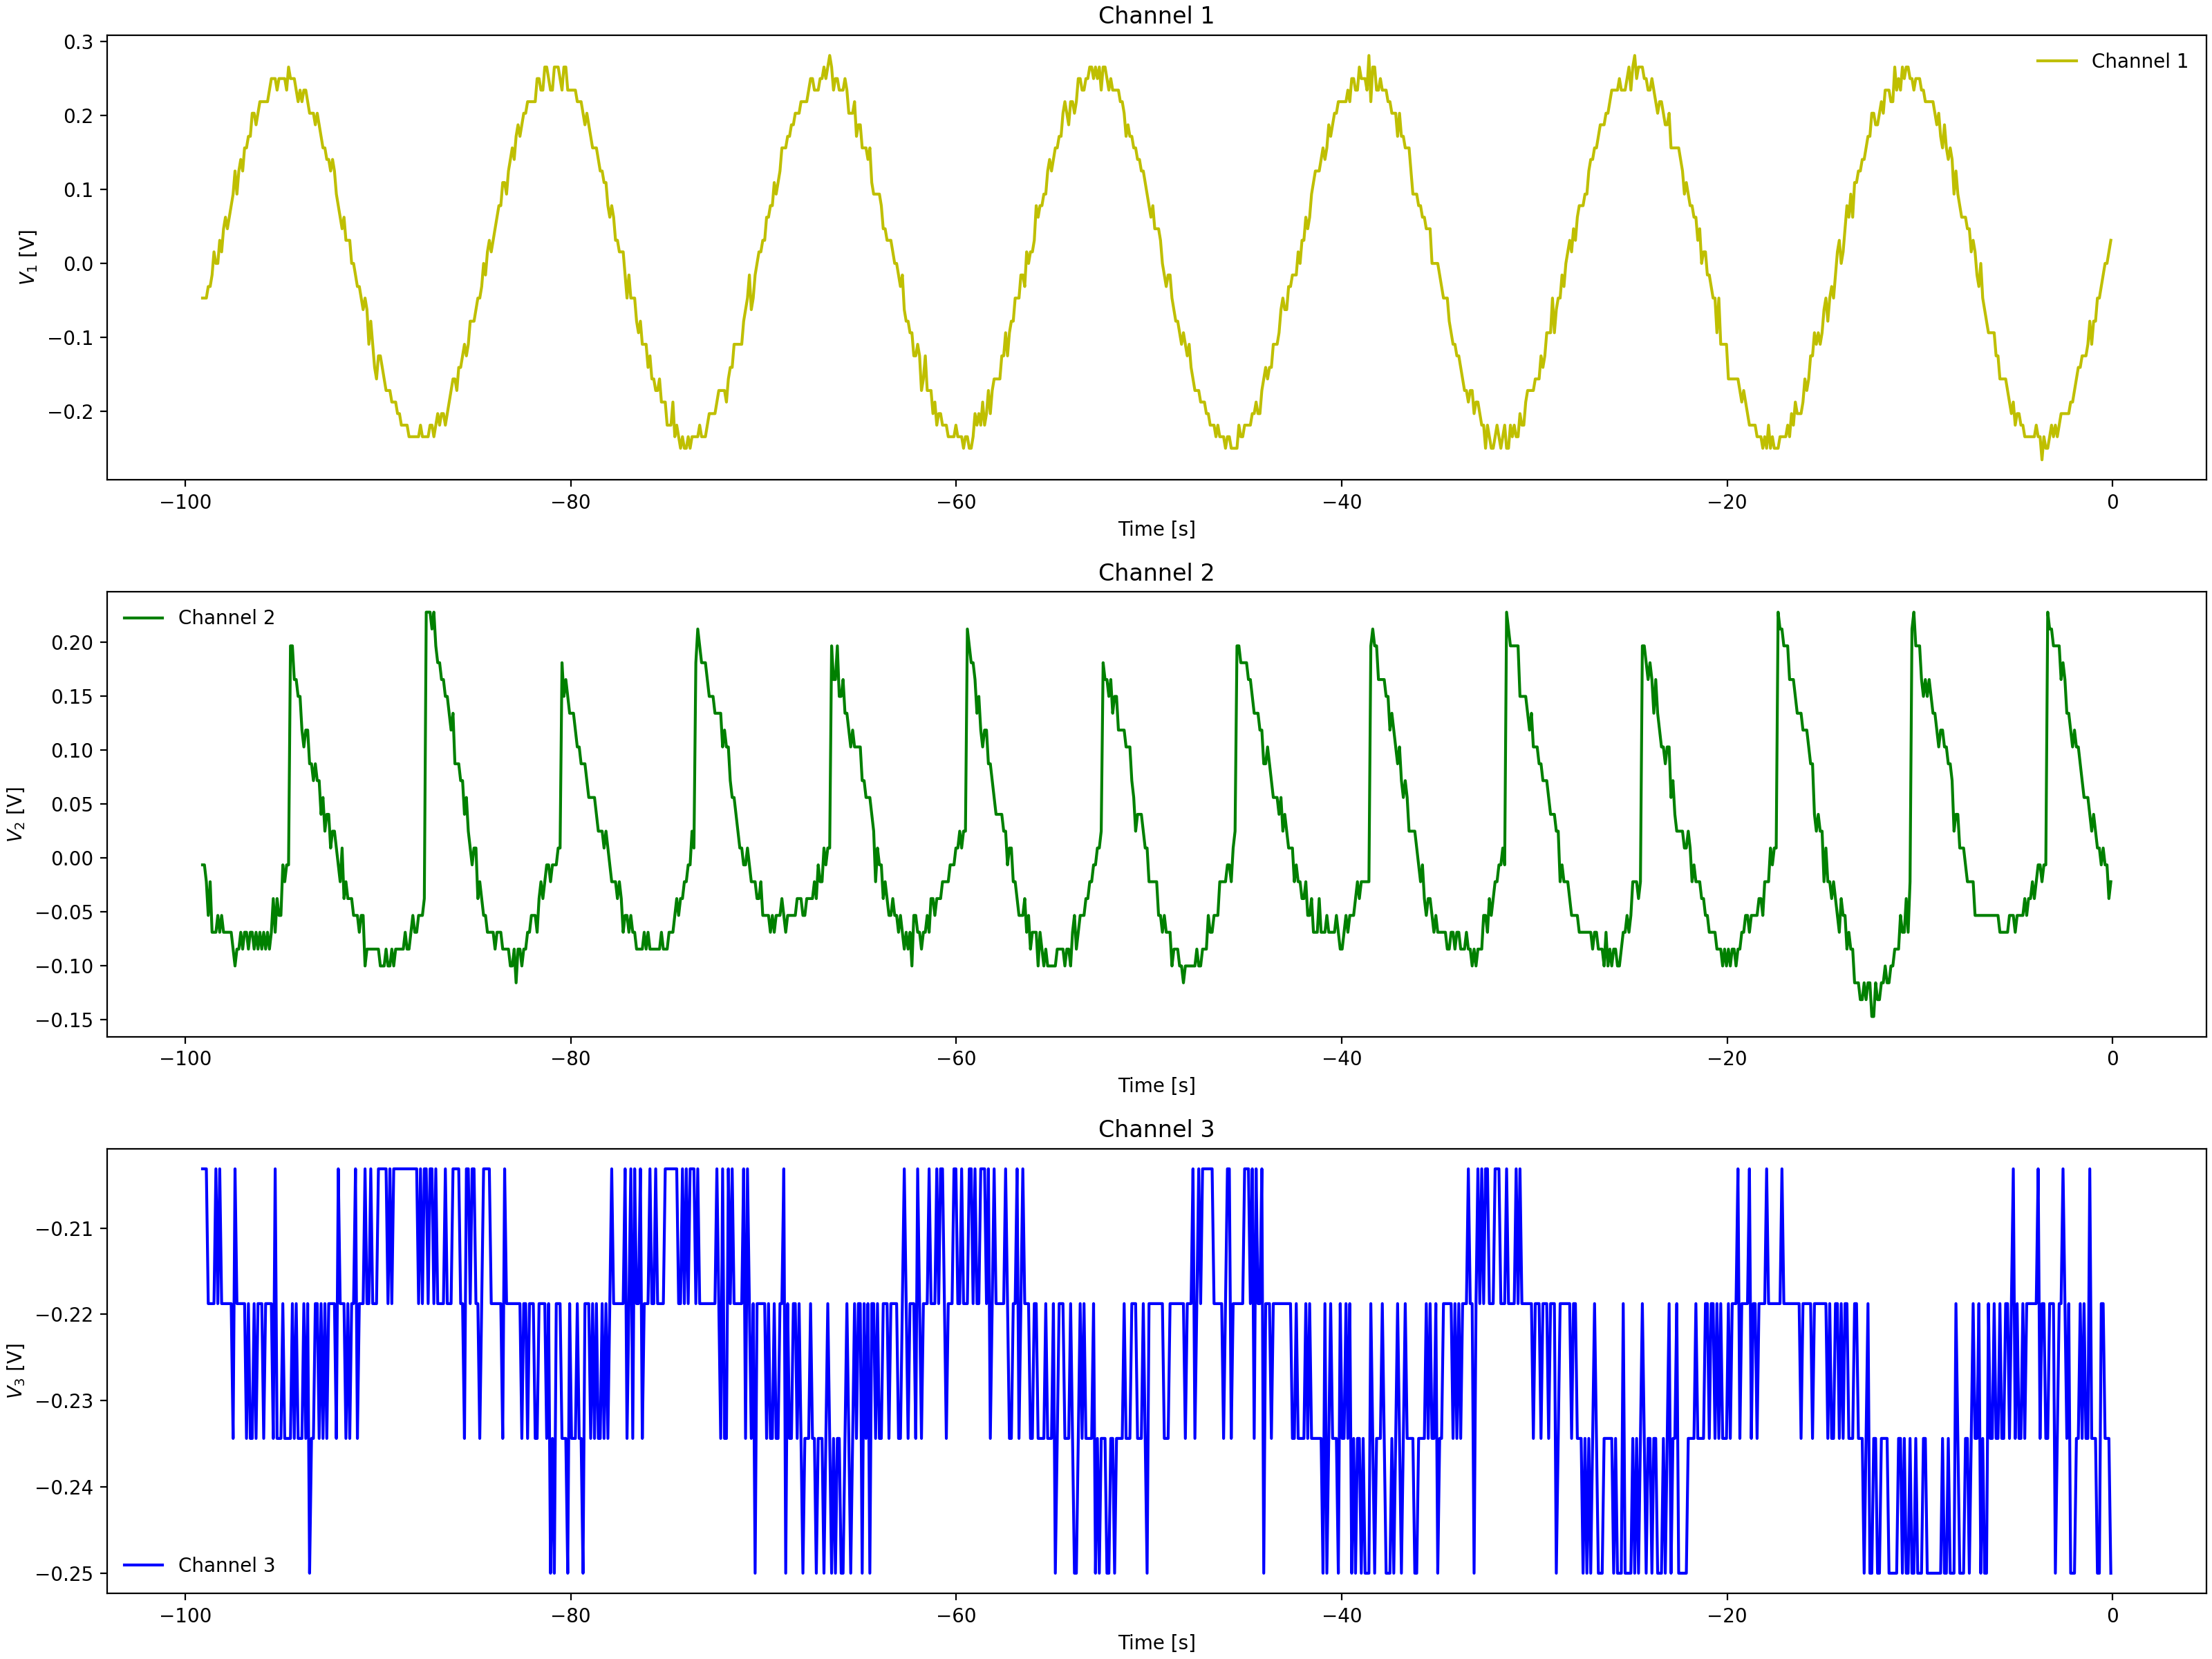 Channel 1
0.3
0.2
0.1
0.0
−0.1
−0.2
V1 [V]
Channel 1
−100 −80 −60 −40 −20 0
Time [s]
Channel 2
0.20
0.15
0.10
0.05
0.00
−0.05
−0.10
−0.15
V2 [V]
Channel 2
−100 −80 −60 −40 −20 0
Time [s]
Channel 3
−0.21
−0.22
−0.23
−0.24
−0.25
V3 [V]
Channel 3
−100 −80 −60 −40 −20 0
Time [s]